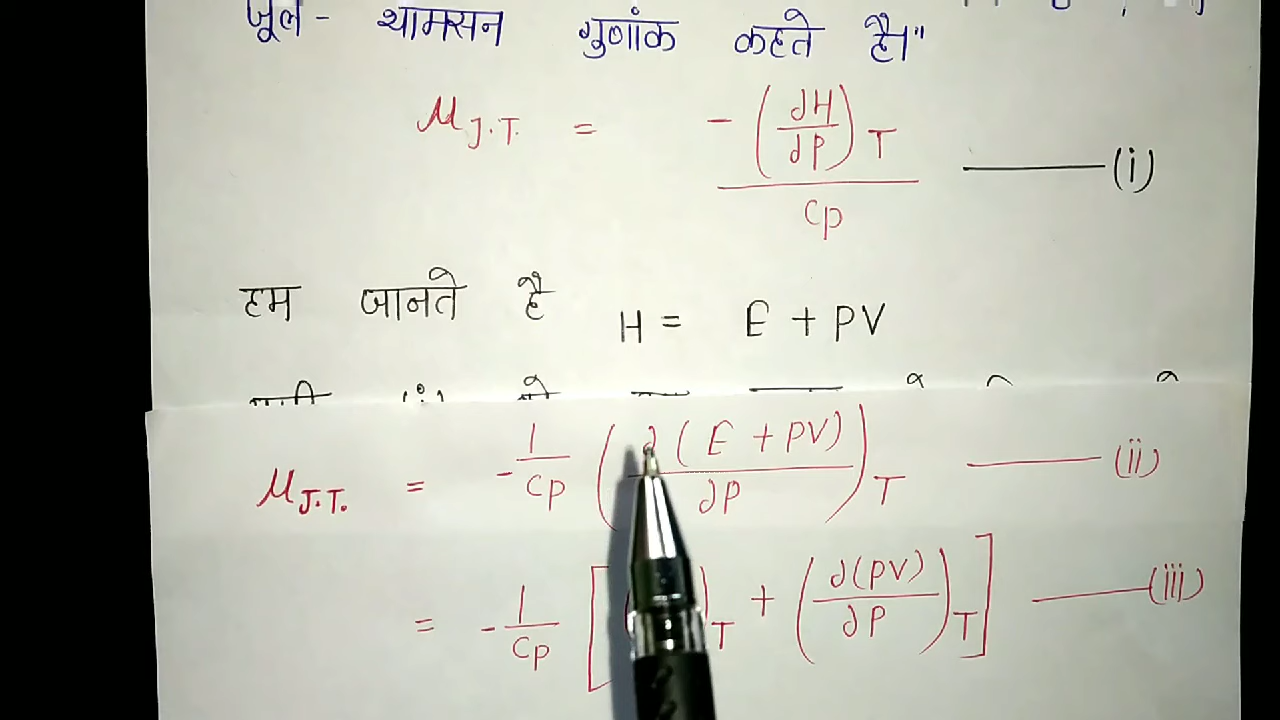 जूल - थामसन गुणांक कहते है।"
μJ.T. = - (∂H/∂P)T / Cp ——— (i)
हम जानते है H = E + PV
μJ.T. = - 1/Cp (∂(E + PV)/∂P)T ——— (ii)
= - 1/Cp [ ( )T + (∂(PV)/∂P)T ] ——— (iii)